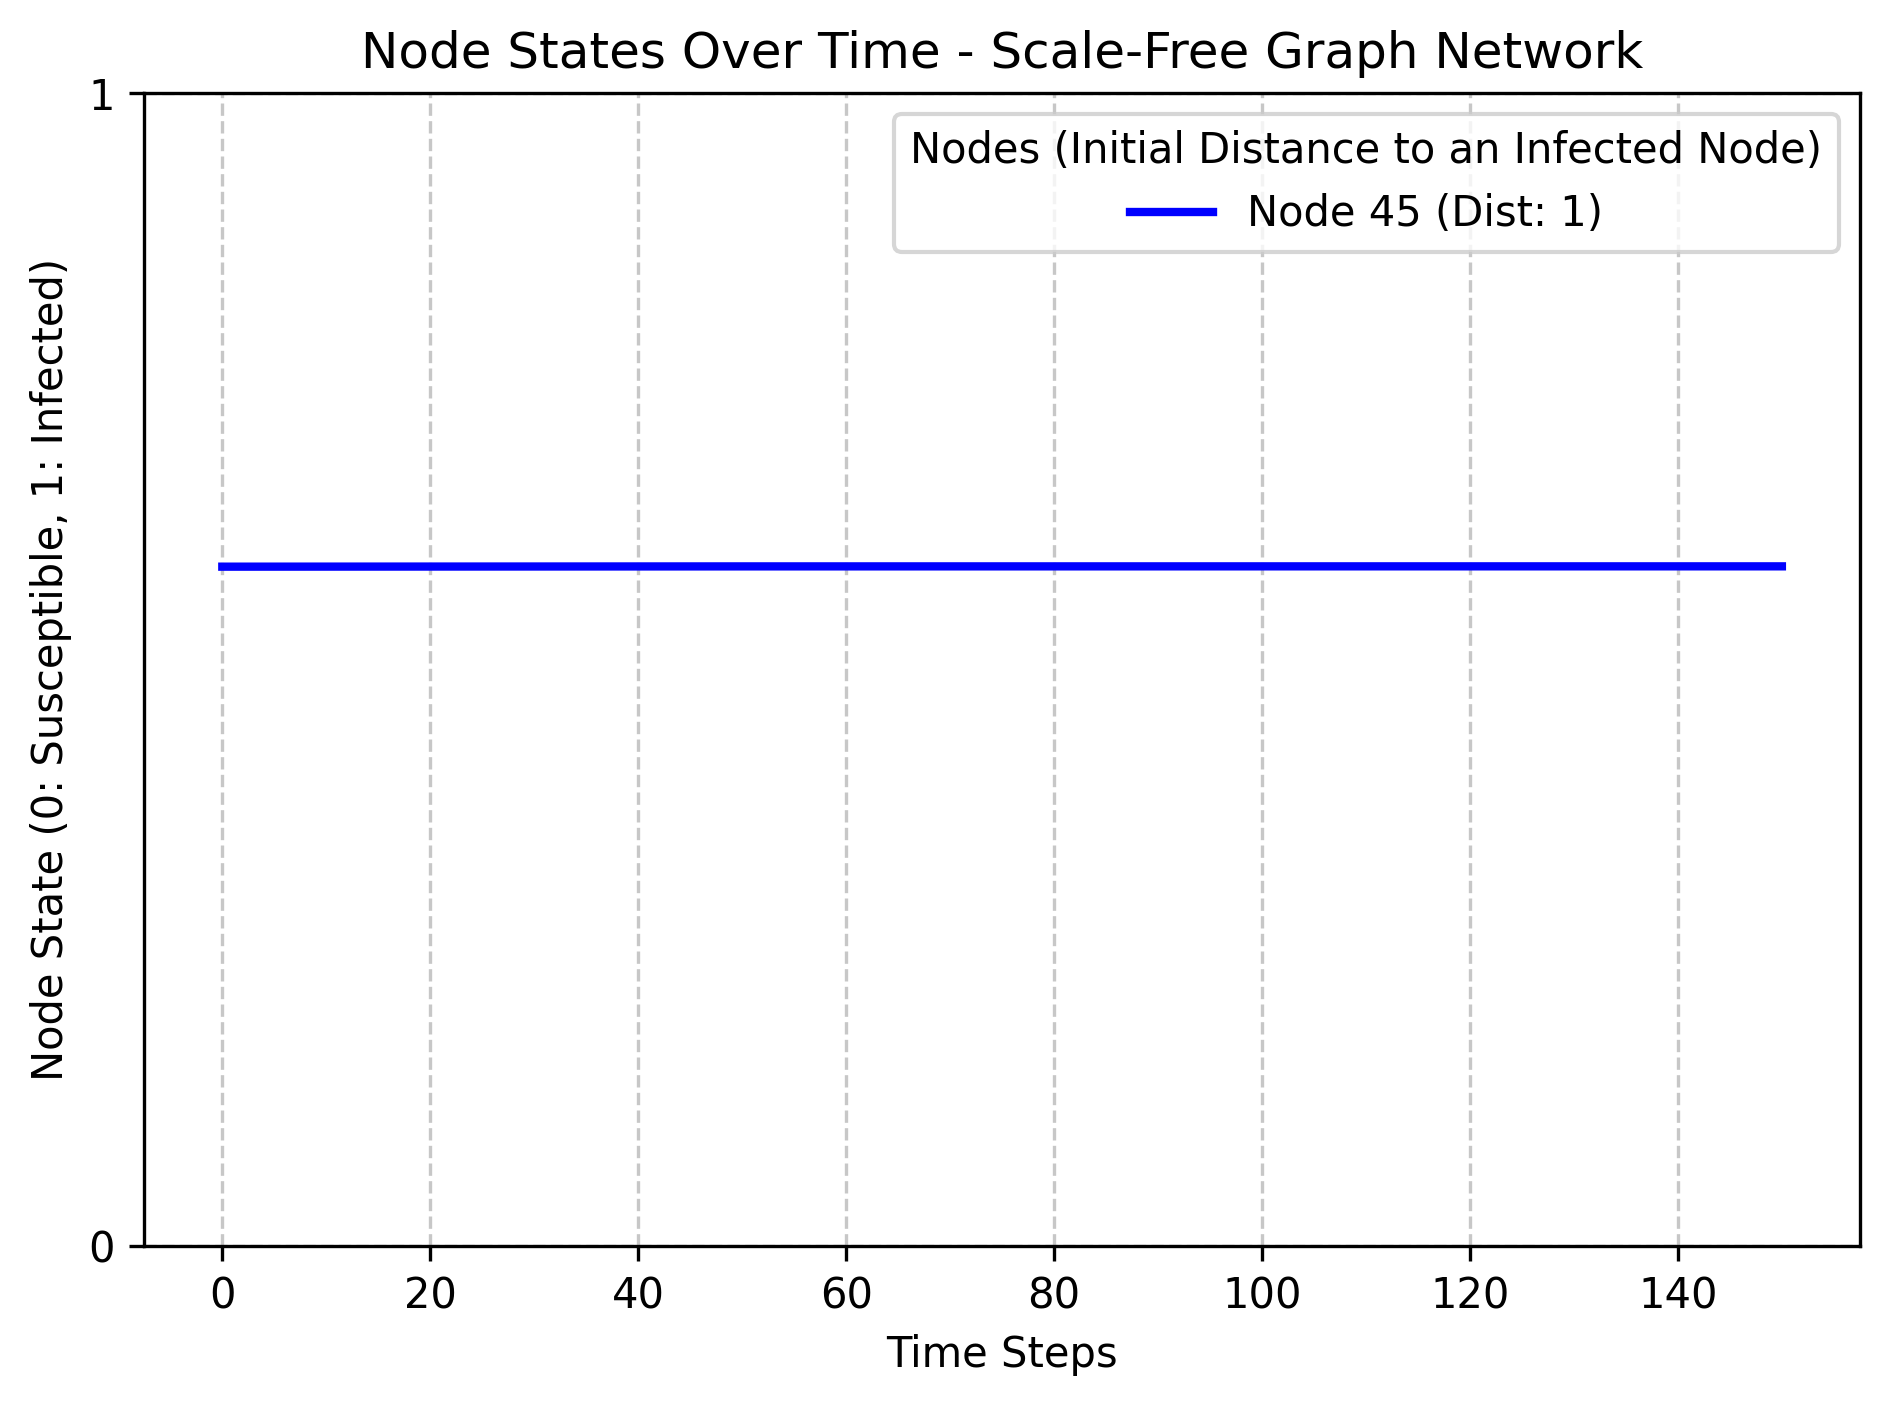 Node States Over Time - Scale-Free Graph Network
Nodes (Initial Distance to an Infected Node)
Node 45 (Dist: 1)
Node State (0: Susceptible, 1: Infected)
1
0
0 20 40 60 80 100 120 140
Time Steps